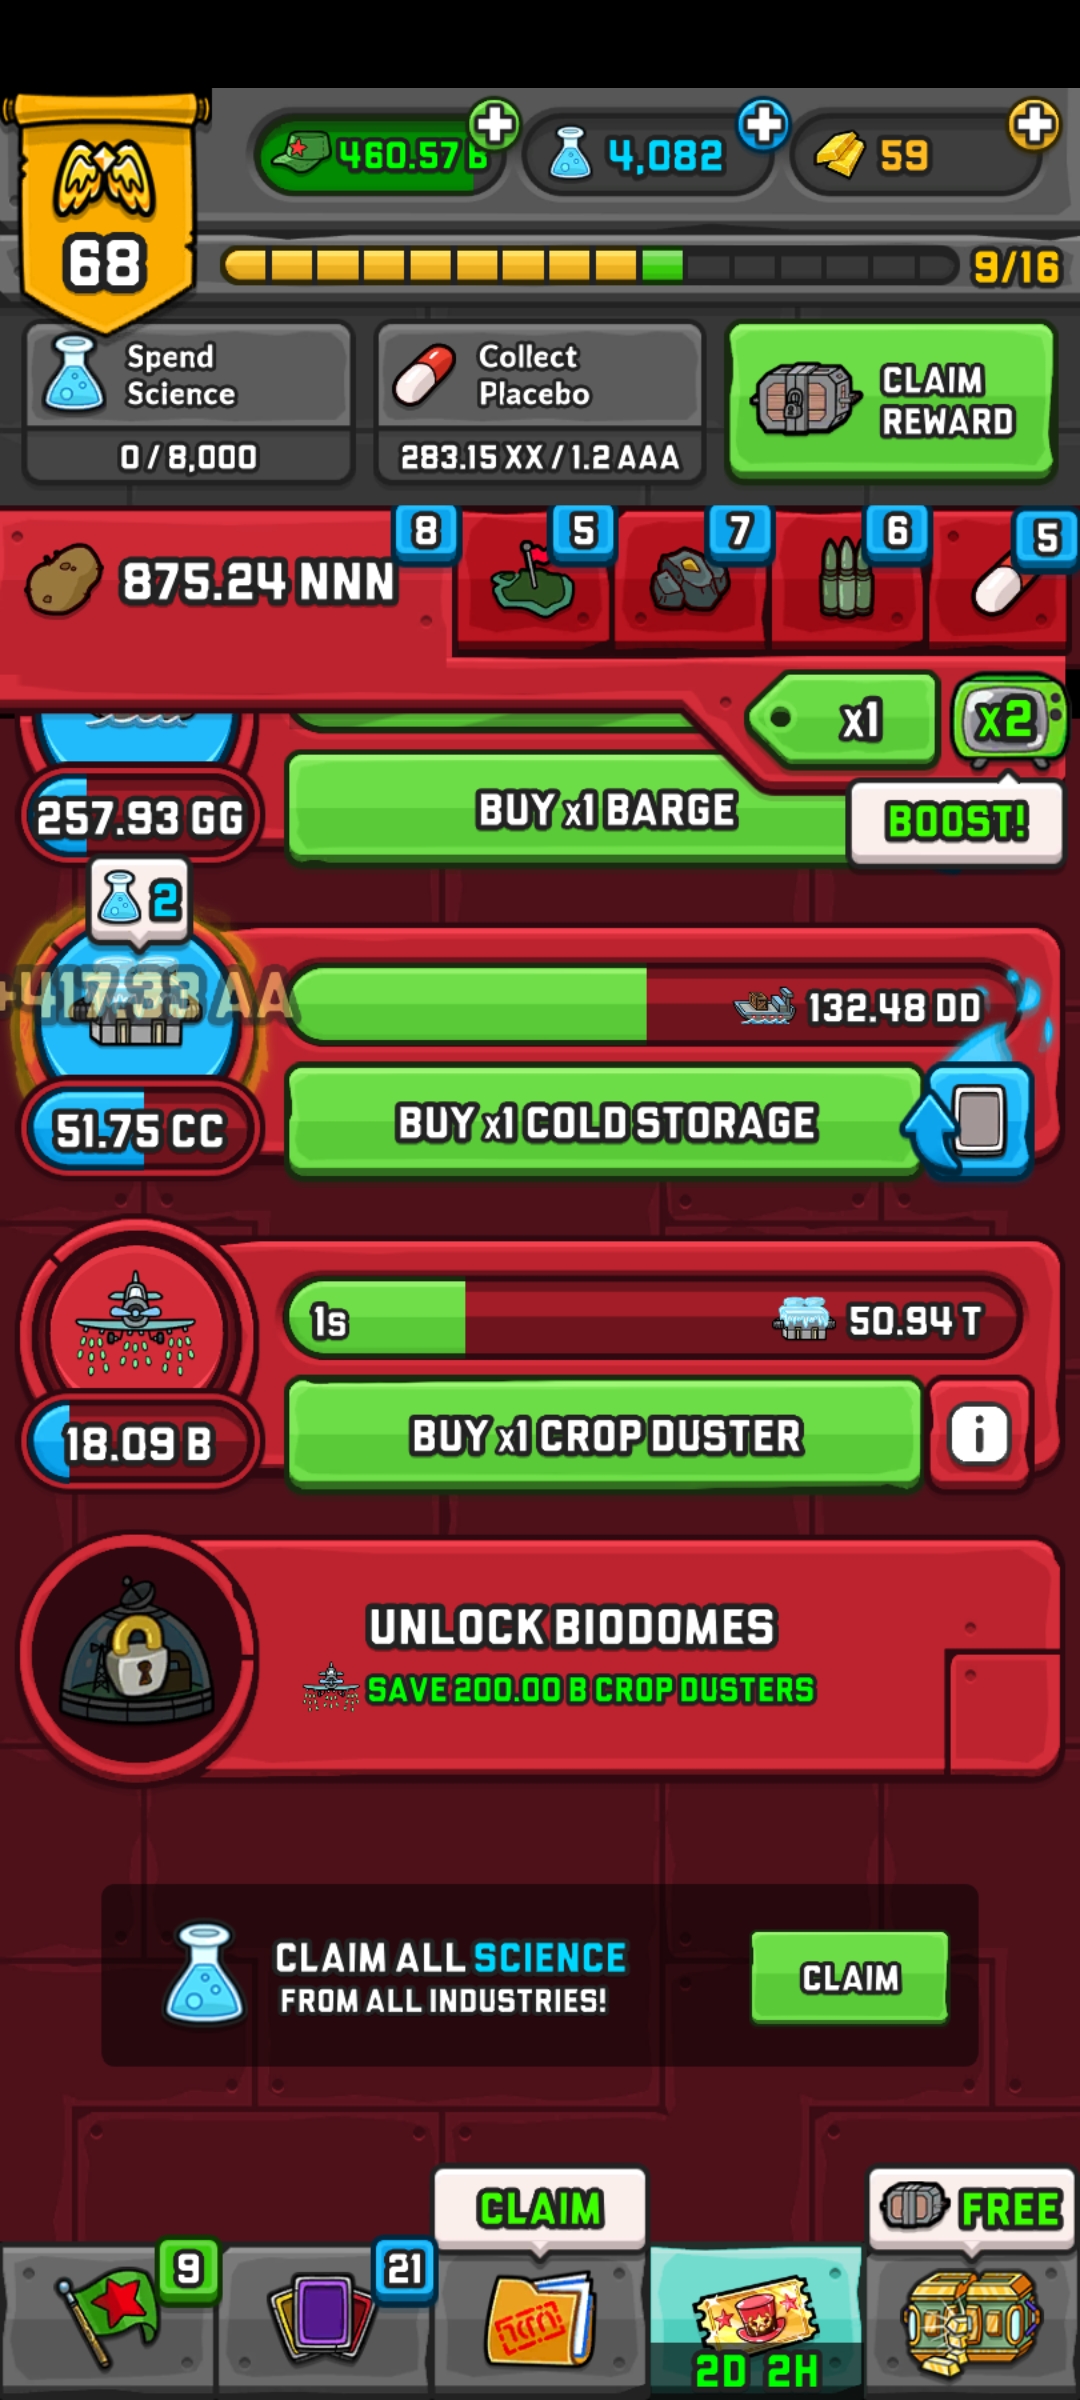 460.57 B
4,082
59
68
9/16
Spend
Science
0 / 8,000
Collect
Placebo
283.15 XX / 1.2 AAA
CLAIM
REWARD
875.24 NNN
8
5
7
6
5
x1
x2
BOOST!
257.93 GG
BUY x1 BARGE
2
+417.33 AA
132.48 DD
51.75 CC
BUY x1 COLD STORAGE
1s
50.94 T
18.09 B
BUY x1 CROP DUSTER
i
UNLOCK BIODOMES
SAVE 200.00 B CROP DUSTERS
CLAIM ALL SCIENCE
FROM ALL INDUSTRIES!
CLAIM
CLAIM
FREE
9
21
2D 2H